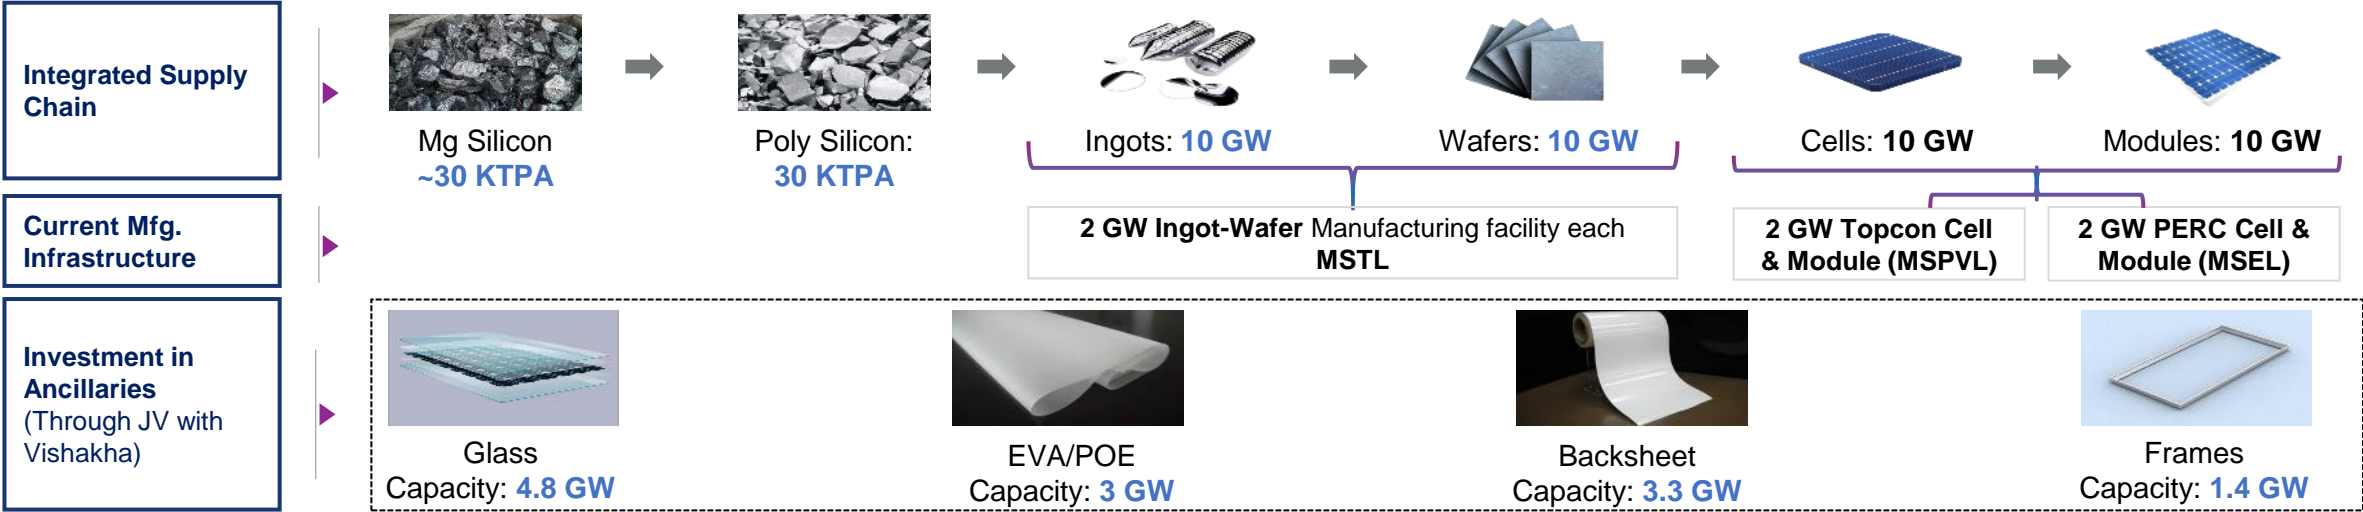 Integrated Supply
Chain
Mg Silicon
~30 KTPA
Poly Silicon:
30 KTPA
Ingots: 10 GW
Wafers: 10 GW
Cells: 10 GW
Modules: 10 GW
Current Mfg.
Infrastructure
2 GW Ingot-Wafer Manufacturing facility each
MSTL
2 GW Topcon Cell
& Module (MSPVL)
2 GW PERC Cell &
Module (MSEL)
Investment in
Ancillaries
(Through JV with
Vishakha)
Glass
Capacity: 4.8 GW
EVA/POE
Capacity: 3 GW
Backsheet
Capacity: 3.3 GW
Frames
Capacity: 1.4 GW